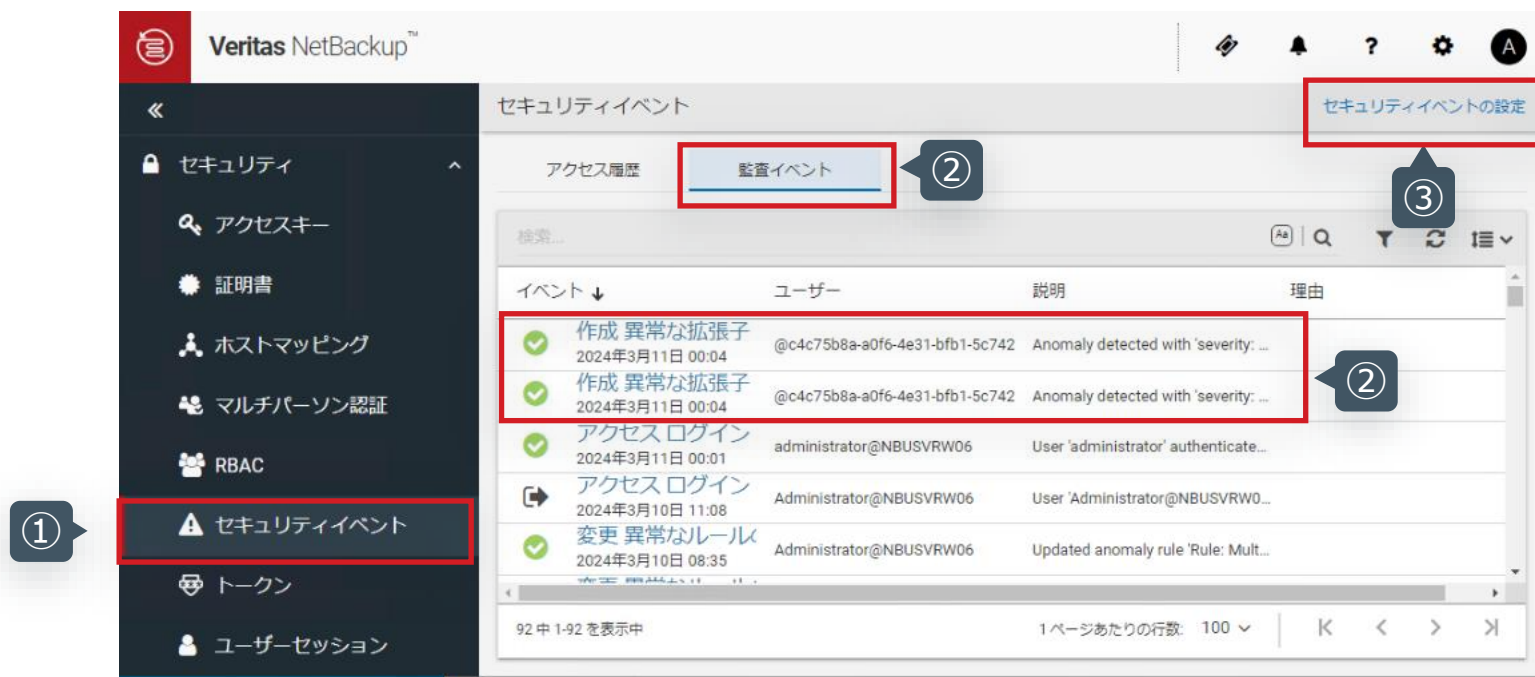 Veritas NetBackup™
?
A
«
セキュリティイベント
セキュリティイベントの設定
セキュリティ
アクセス履歴
監査イベント
②
③
アクセスキー
検索...
Aa
証明書
イベント
ユーザー
説明
理由
作成 異常な拡張子
2024年3月11日 00:04
@c4c75b8a-a0f6-4e31-bfb1-5c742
Anomaly detected with 'severity: ...
ホストマッピング
作成 異常な拡張子
2024年3月11日 00:04
@c4c75b8a-a0f6-4e31-bfb1-5c742
Anomaly detected with 'severity: ...
②
マルチパーソン認証
アクセス ログイン
2024年3月11日 00:01
administrator@NBUSVRW06
User 'administrator' authenticate...
RBAC
アクセス ログイン
2024年3月10日 11:08
Administrator@NBUSVRW06
User 'Administrator@NBUSVRW0...
①
セキュリティイベント
変更 異常なルール
2024年3月10日 08:35
Administrator@NBUSVRW06
Updated anomaly rule 'Rule: Mult...
トークン
92 中 1-92 を表示中
1 ページあたりの行数: 100
ユーザーセッション